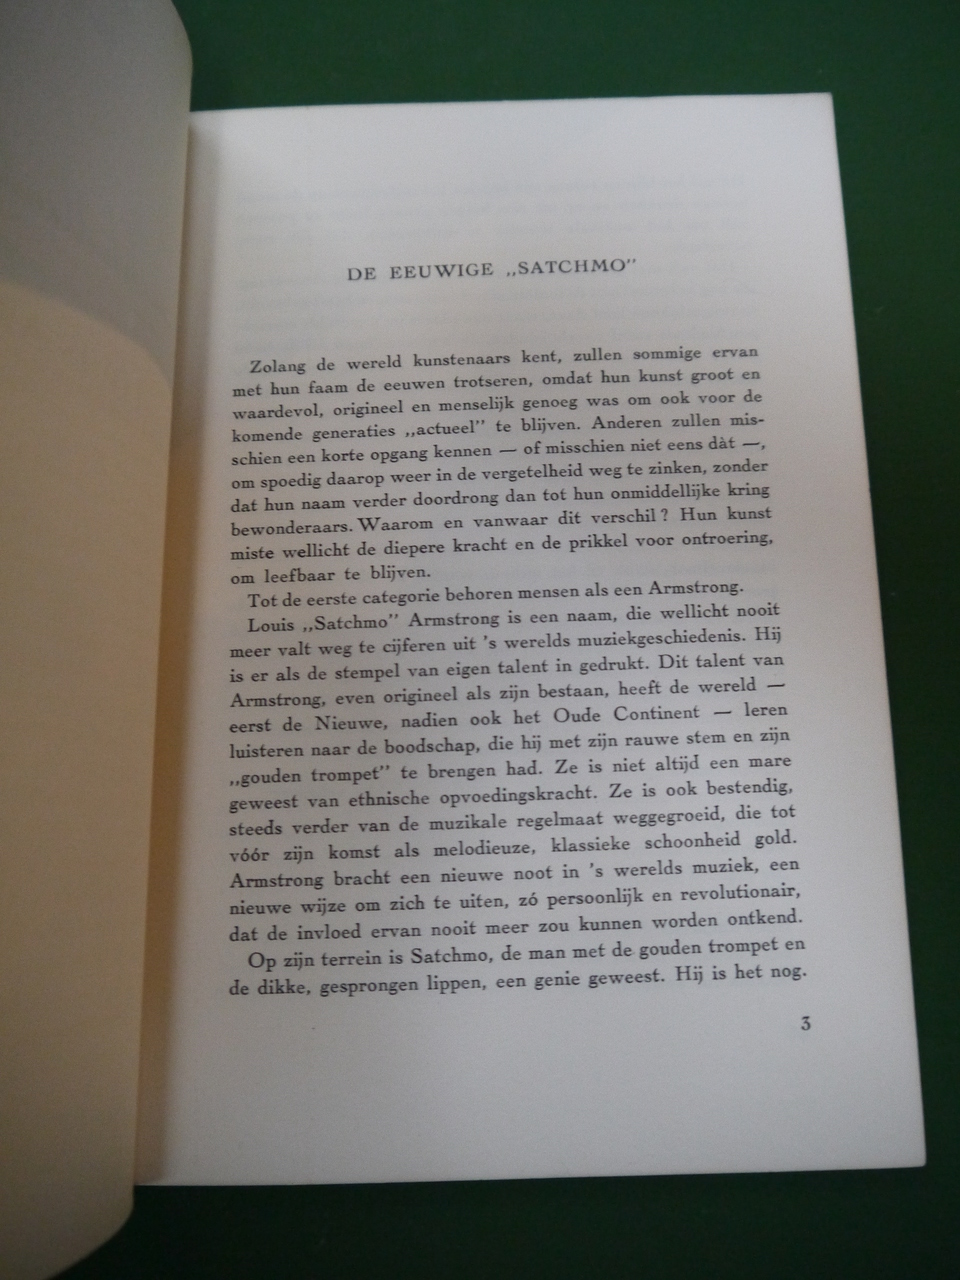 DE EEUWIGE „SATCHMO”
Zolang de wereld kunstenaars kent, zullen sommige ervan
met hun faam de eeuwen trotseren, omdat hun kunst groot en
waardevol, origineel en menselijk genoeg was om ook voor de
komende generaties „actueel” te blijven. Anderen zullen mis-
schien een korte opgang kennen — of misschien niet eens dàt —,
om spoedig daarop weer in de vergetelheid weg te zinken, zonder
dat hun naam verder doordrong dan tot hun onmiddellijke kring
bewonderaars. Waarom en vanwaar dit verschil? Hun kunst
miste wellicht de diepere kracht en de prikkel voor ontroering,
om leefbaar te blijven.
Tot de eerste categorie behoren mensen als een Armstrong.
Louis „Satchmo” Armstrong is een naam, die wellicht nooit
meer valt weg te cijferen uit 's werelds muziekgeschiedenis. Hij
is er als de stempel van eigen talent in gedrukt. Dit talent van
Armstrong, even origineel als zijn bestaan, heeft de wereld —
eerst de Nieuwe, nadien ook het Oude Continent — leren
luisteren naar de boodschap, die hij met zijn rauwe stem en zijn
„gouden trompet” te brengen had. Ze is niet altijd een mare
geweest van ethnische opvoedingskracht. Ze is ook bestendig,
steeds verder van de muzikale regelmaat weggegroeid, die tot
vóór zijn komst als melodieuze, klassieke schoonheid gold.
Armstrong bracht een nieuwe noot in 's werelds muziek, een
nieuwe wijze om zich te uiten, zó persoonlijk en revolutionair,
dat de invloed ervan nooit meer zou kunnen worden ontkend.
Op zijn terrein is Satchmo, de man met de gouden trompet en
de dikke, gesprongen lippen, een genie geweest. Hij is het nog.
3